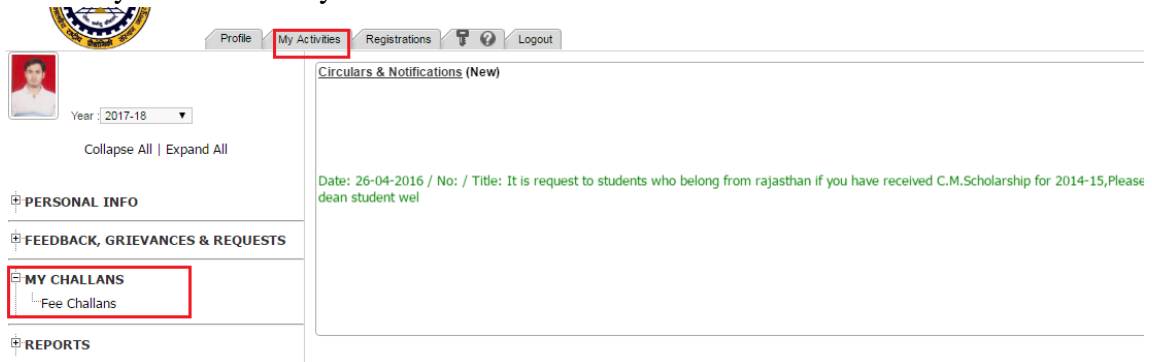 Profile
My Activities
Registrations
Logout
Year : 2017-18
Collapse All | Expand All
PERSONAL INFO
FEEDBACK, GRIEVANCES & REQUESTS
MY CHALLANS
Fee Challans
REPORTS
Circulars & Notifications (New)
Date: 26-04-2016 / No: / Title: It is request to students who belong from rajasthan if you have received C.M.Scholarship for 2014-15,Please
dean student wel